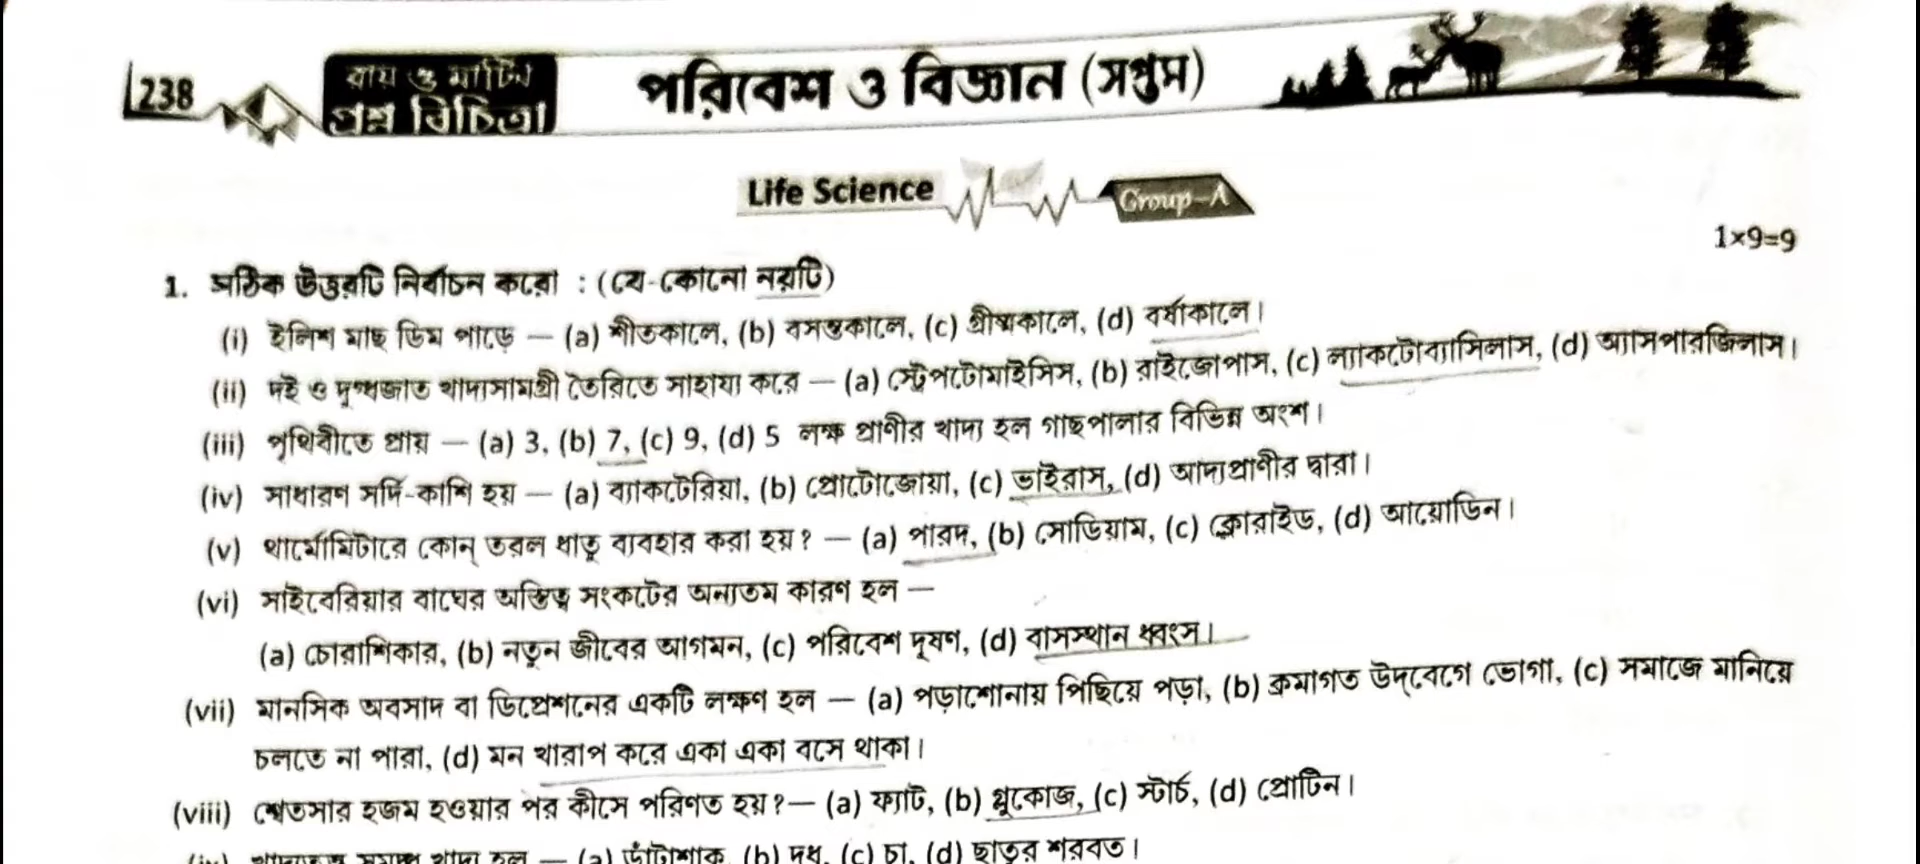 238
রায় ও মার্টিন
প্রশ্ন বিচিত্রা
পরিবেশ ও বিজ্ঞান (সপ্তম)
Life Science Group-A
1×9=9
1. সঠিক উত্তরটি নির্বাচন করো : (যে-কোনো নয়টি)
(i) ইলিশ মাছ ডিম পাড়ে — (a) শীতকালে, (b) বসন্তকালে, (c) গ্রীষ্মকালে, (d) বর্ষাকালে।
(ii) দই ও দুগ্ধজাত খাদ্যসামগ্রী তৈরিতে সাহায্য করে — (a) স্ট্রেপটোমাইসিস, (b) রাইজোপাস, (c) ল্যাকটোব্যাসিলাস, (d) অ্যাসপারজিলাস।
(iii) পৃথিবীতে প্রায় — (a) 3, (b) 7, (c) 9, (d) 5 লক্ষ প্রাণীর খাদ্য হল গাছপালার বিভিন্ন অংশ।
(iv) সাধারণ সর্দি-কাশি হয় — (a) ব্যাকটেরিয়া, (b) প্রোটোজোয়া, (c) ভাইরাস, (d) আদ্যপ্রাণীর দ্বারা।
(v) থার্মোমিটারে কোন্ তরল ধাতু ব্যবহার করা হয়? — (a) পারদ, (b) সোডিয়াম, (c) ক্লোরাইড, (d) আয়োডিন।
(vi) সাইবেরিয়ার বাঘের অস্তিত্ব সংকটের অন্যতম কারণ হল —
(a) চোরাশিকার, (b) নতুন জীবের আগমন, (c) পরিবেশ দূষণ, (d) বাসস্থান ধ্বংস।
(vii) মানসিক অবসাদ বা ডিপ্রেশনের একটি লক্ষণ হল — (a) পড়াশোনায় পিছিয়ে পড়া, (b) ক্রমাগত উদ্‌বেগে ভোগা, (c) সমাজে মানিয়ে
চলতে না পারা, (d) মন খারাপ করে একা একা বসে থাকা।
(viii) শ্বেতসার হজম হওয়ার পর কীসে পরিণত হয়?— (a) ফ্যাট, (b) গ্লুকোজ, (c) স্টার্চ, (d) প্রোটিন।
(ix) খাদ্য হল — (a) ডাঁটাশাক, (b) দুধ, (c) চা, (d) ছাতুর শরবত।